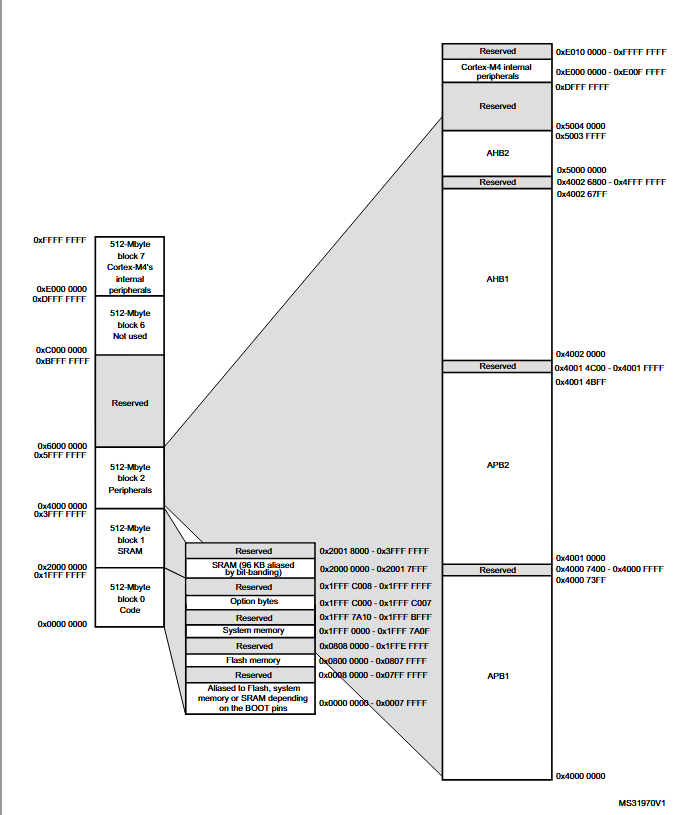 0xFFFF FFFF
512-Mbyte
block 7
Cortex-M4's
internal
peripherals
0xE000 0000
0xDFFF FFFF
512-Mbyte
block 6
Not used
0xC000 0000
0xBFFF FFFF
Reserved
0x6000 0000
0x5FFF FFFF
512-Mbyte
block 2
Peripherals
0x4000 0000
0x3FFF FFFF
512-Mbyte
block 1
SRAM
0x2000 0000
0x1FFF FFFF
512-Mbyte
block 0
Code
0x0000 0000
Reserved 0x2001 8000 - 0x3FFF FFFF
SRAM (96 KB aliased
by bit-banding) 0x2000 0000 - 0x2001 7FFF
Reserved 0x1FFF C008 - 0x1FFF FFFF
Option bytes 0x1FFF C000 - 0x1FFF C007
Reserved 0x1FFF 7A10 - 0x1FFF BFFF
System memory 0x1FFF 0000 - 0x1FFF 7A0F
Reserved 0x0808 0000 - 0x1FFE FFFF
Flash memory 0x0800 0000 - 0x0807 FFFF
Reserved 0x0008 0000 - 0x07FF FFFF
Aliased to Flash, system
memory or SRAM depending
on the BOOT pins 0x0000 0000 - 0x0007 FFFF
Reserved 0xE010 0000 - 0xFFFF FFFF
Cortex-M4 internal
peripherals 0xE000 0000 - 0xE00F FFFF
0xDFFF FFFF
Reserved
0x5004 0000
0x5003 FFFF
AHB2
0x5000 0000
Reserved 0x4002 6800 - 0x4FFF FFFF
0x4002 67FF
AHB1
0x4002 0000
Reserved 0x4001 4C00 - 0x4001 FFFF
0x4001 4BFF
APB2
0x4001 0000
Reserved 0x4000 7400 - 0x4000 FFFF
0x4000 73FF
APB1
0x4000 0000
MS31970V1